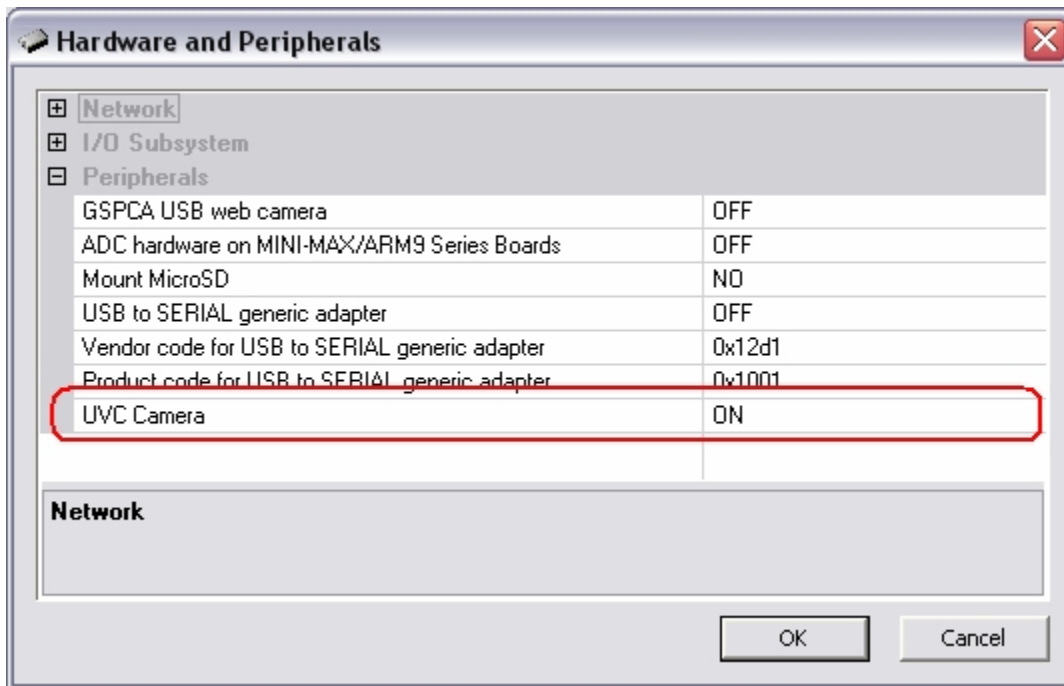 Hardware and Peripherals
Network
I/O Subsystem
Peripherals
GSPCA USB web camera OFF
ADC hardware on MINI-MAX/ARM9 Series Boards OFF
Mount MicroSD NO
USB to SERIAL generic adapter OFF
Vendor code for USB to SERIAL generic adapter 0x12d1
Product code for USB to SERIAL generic adapter 0x1001
UVC Camera ON
Network
OK Cancel